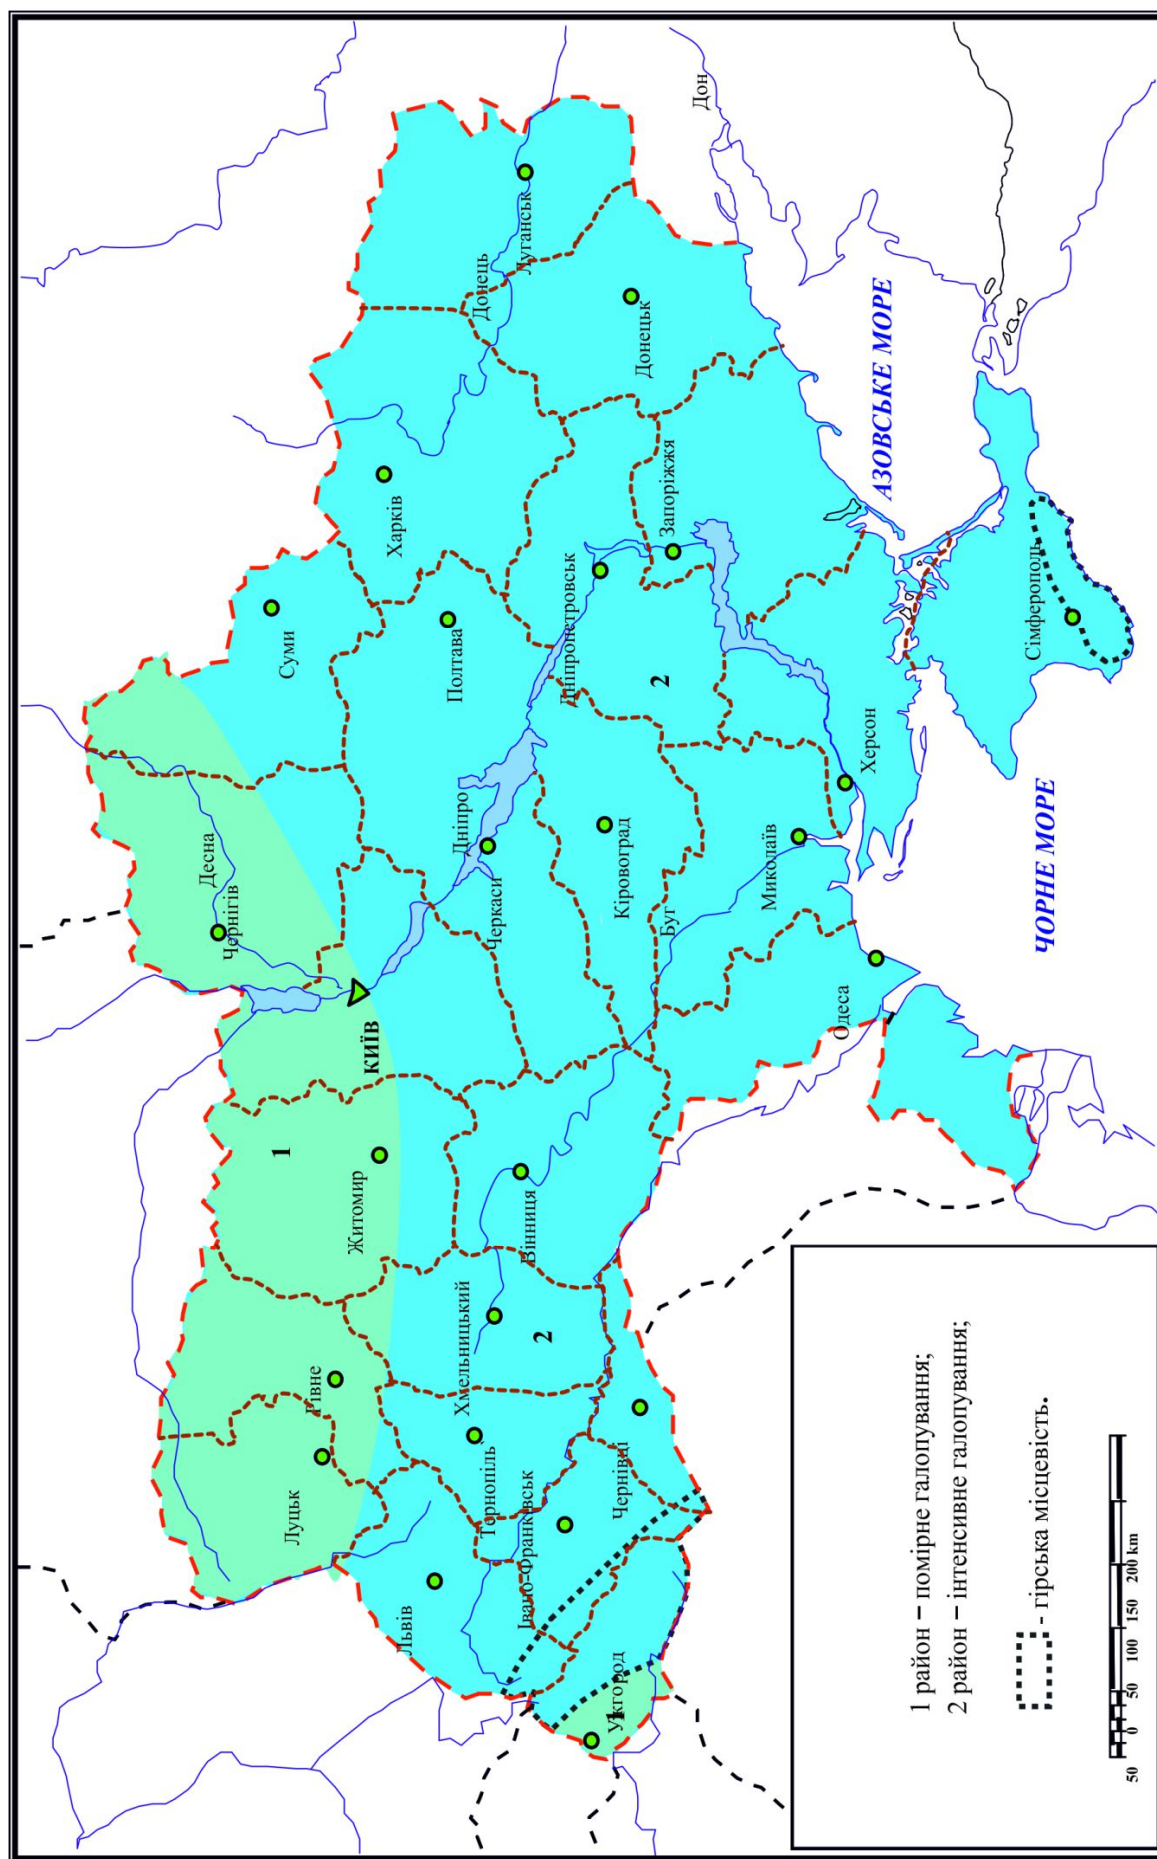 Дон
Донець
Луганськ
Донецьк
Харків
АЗОВСЬКЕ МОРЕ
Запоріжжя
Суми
Полтава
Дніпропетровськ
2
Сімферополь
Десна
Чернігів
Дніпро
Черкаси
Кіровоград
Буг
Миколаїв
Херсон
ЧОРНЕ МОРЕ
КИЇВ
Одеса
1
Житомир
Вінниця
Хмельницький
2
Рівне
Луцьк
Тернопіль
Івано-Франківськ
Чернівці
Львів
Ужгород
1
1 район – помірне галопування;
2 район – інтенсивне галопування;
- гірська місцевість.
50 0 50 100 150 200 km